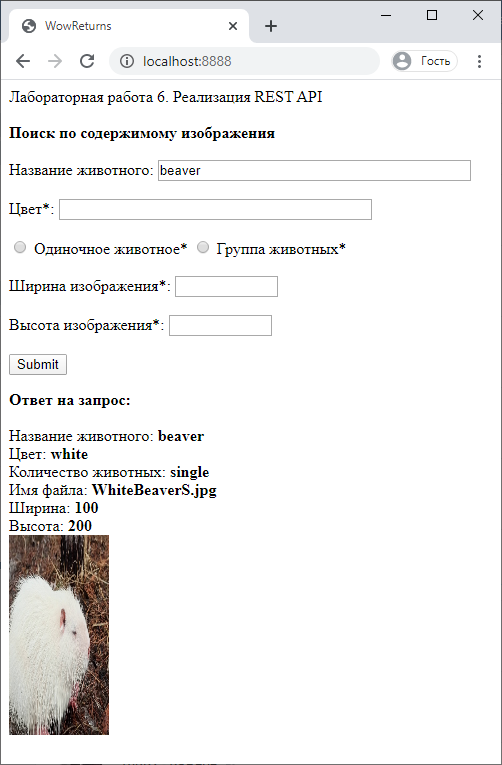 WowReturns
localhost:8888
Гость
Лабораторная работа 6. Реализация REST API
Поиск по содержимому изображения
Название животного: beaver
Цвет*:
Одиночное животное* Группа животных*
Ширина изображения*:
Высота изображения*:
Submit
Ответ на запрос:
Название животного: beaver
Цвет: white
Количество животных: single
Имя файла: WhiteBeaverS.jpg
Ширина: 100
Высота: 200